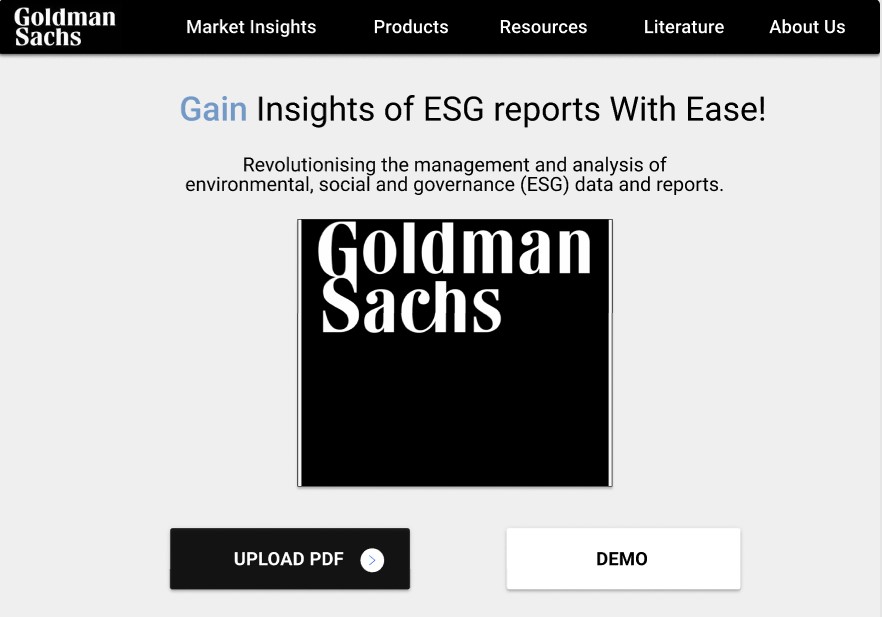 Goldman
Sachs
Market Insights Products Resources Literature About Us
Gain Insights of ESG reports With Ease!
Revolutionising the management and analysis of
environmental, social and governance (ESG) data and reports.
Goldman
Sachs
UPLOAD PDF
DEMO